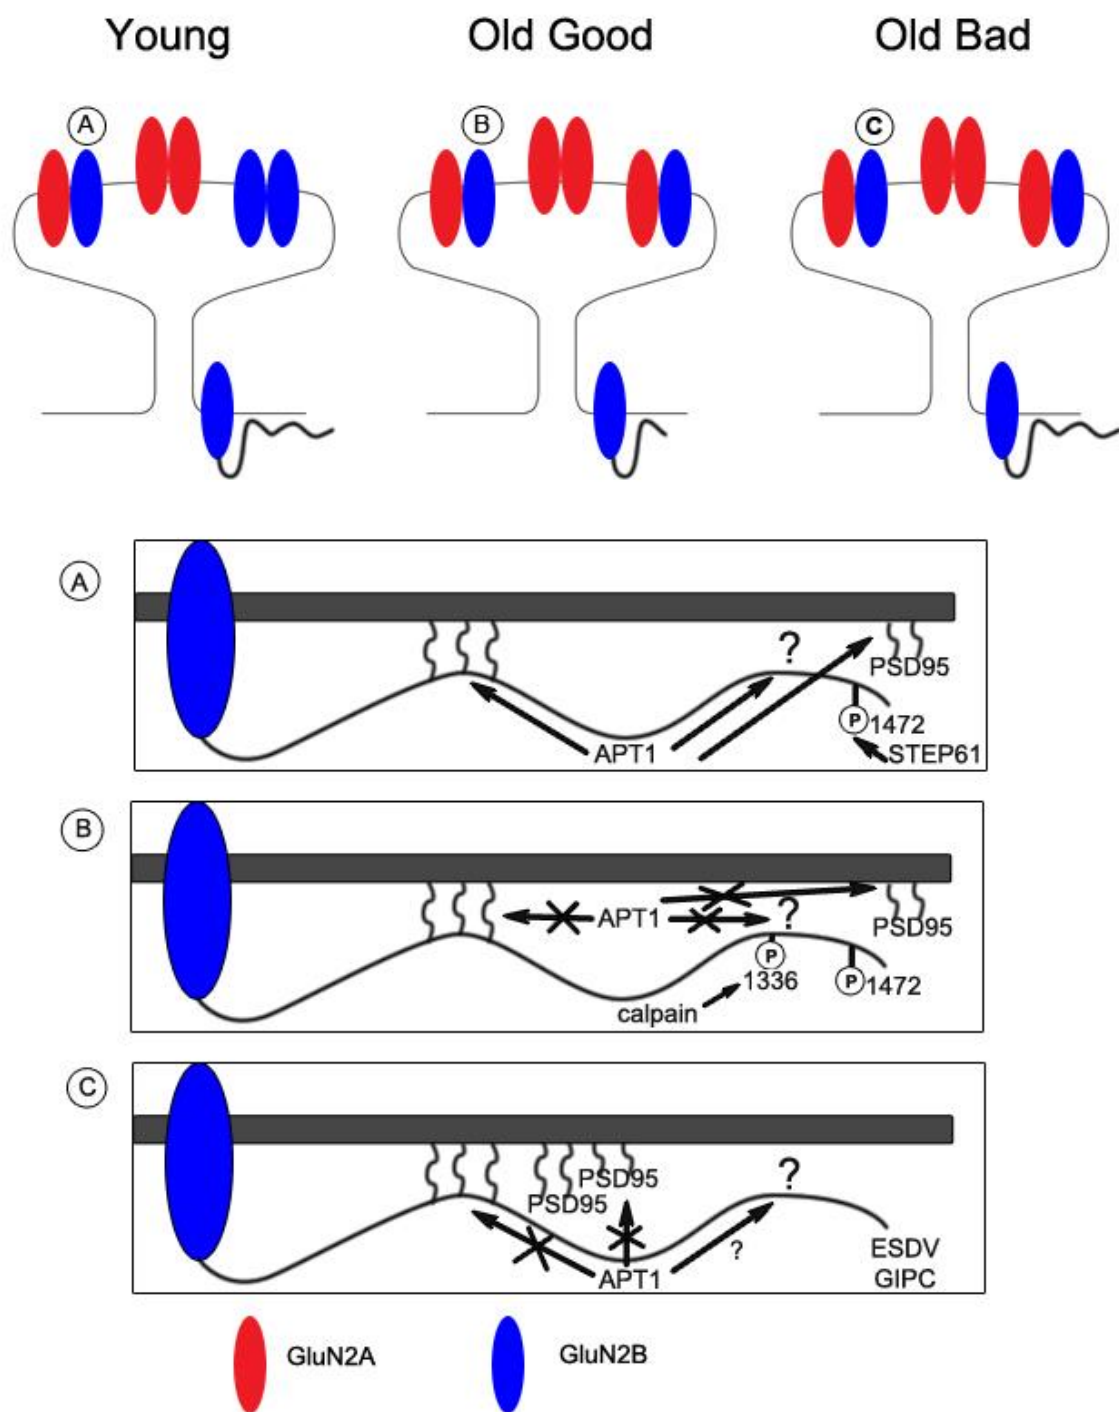 Young Old Good Old Bad
A B C
A
?
PSD95
P 1472
APT1 STEP61
B
APT1 ?
PSD95
P
1336 P 1472
calpain
C
?
PSD95
PSD95
?
ESDV
APT1 GIPC
GluN2A GluN2B